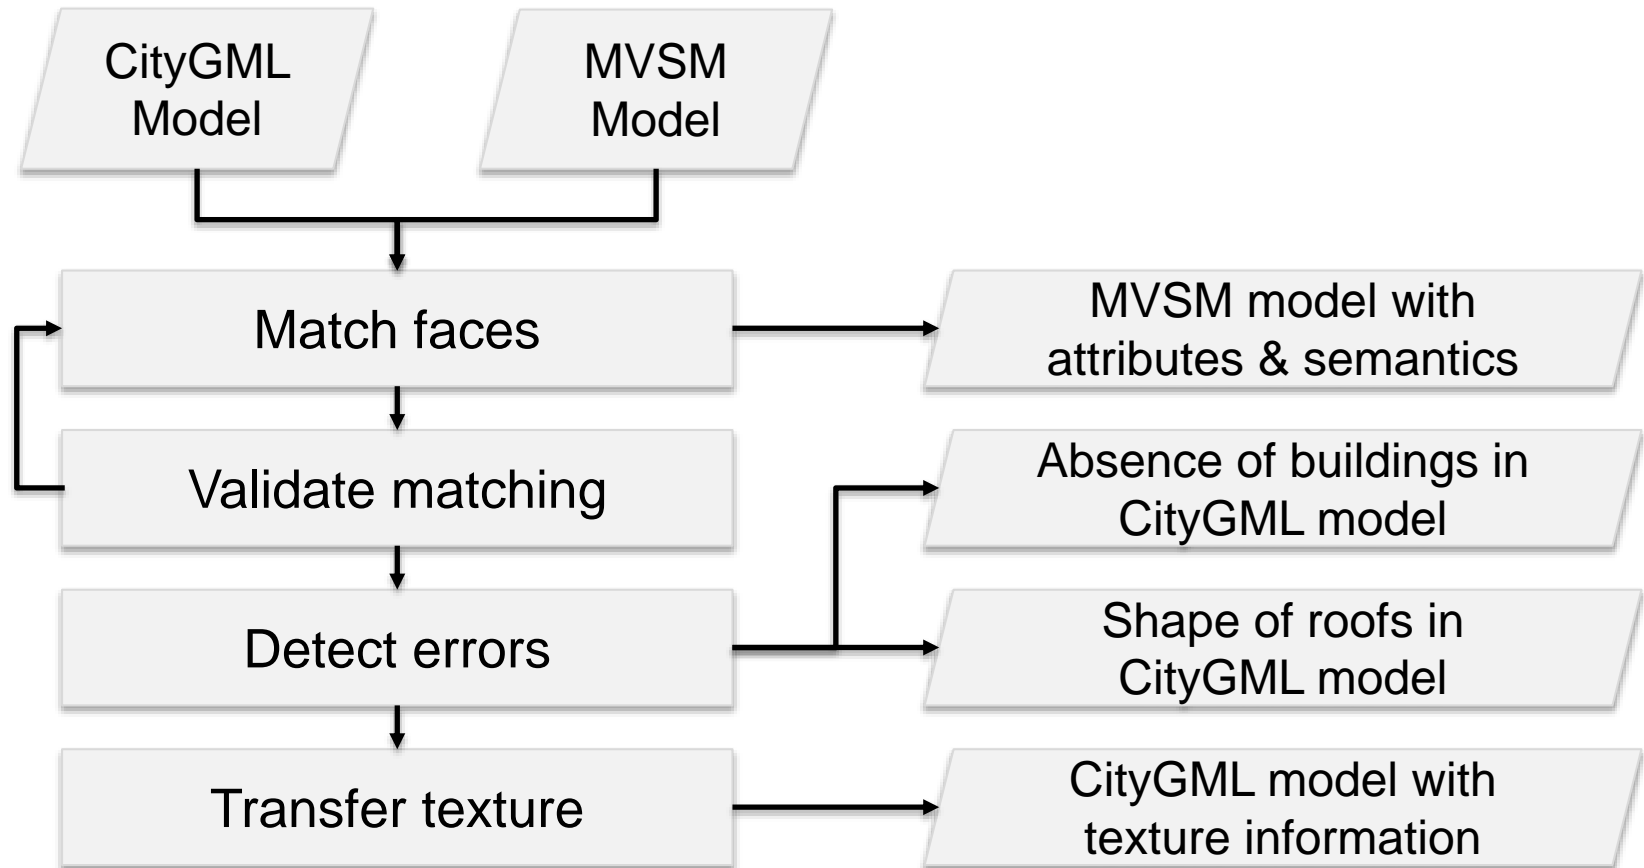 CityGML
Model
MVSM
Model
Match faces
MVSM model with
attributes & semantics
Validate matching
Absence of buildings in
CityGML model
Detect errors
Shape of roofs in
CityGML model
Transfer texture
CityGML model with
texture information